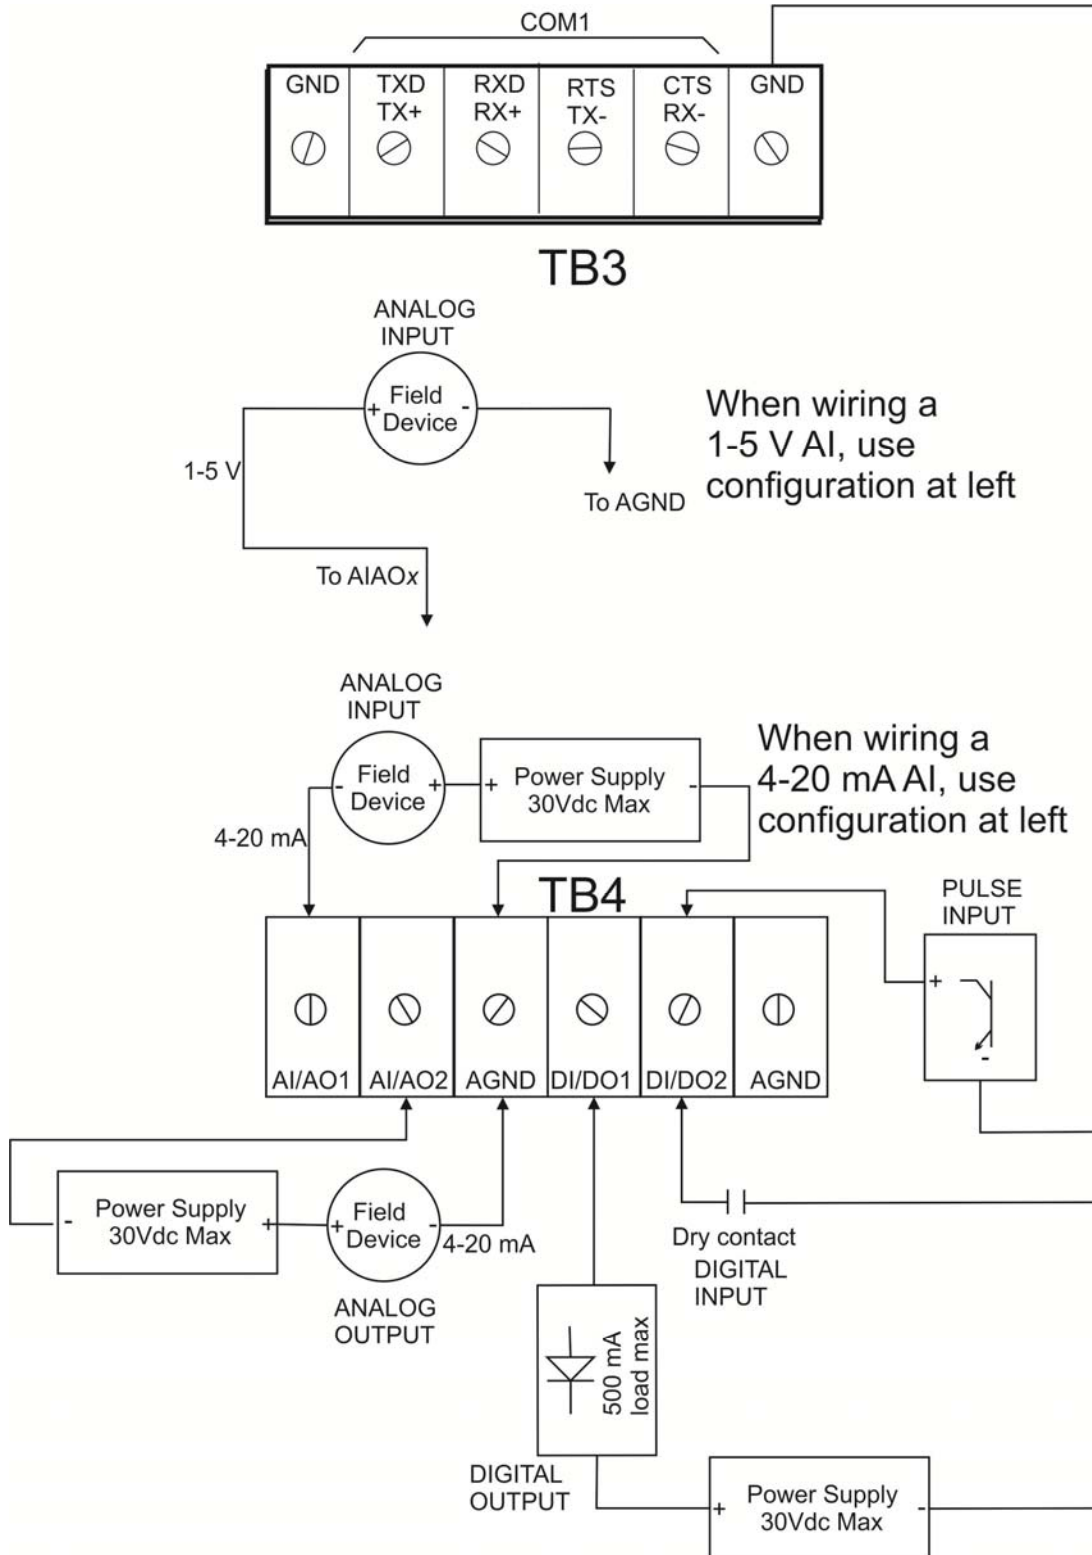 COM1
GND
TXD
TX+
RXD
RX+
RTS
TX-
CTS
RX-
GND
TB3
ANALOG
INPUT
+
Field
Device
-
1-5 V
To AGND
To AIAOx
When wiring a
1-5 V AI, use
configuration at left
ANALOG
INPUT
-
Field
Device
+
+
Power Supply
30Vdc Max
-
4-20 mA
When wiring a
4-20 mA AI, use
configuration at left
TB4
PULSE
INPUT
+
-
AI/AO1
AI/AO2
AGND
DI/DO1
DI/DO2
AGND
-
Power Supply
30Vdc Max
+
+
Field
Device
-
4-20 mA
ANALOG
OUTPUT
Dry contact
DIGITAL
INPUT
500 mA
load max
DIGITAL
OUTPUT
+
Power Supply
30Vdc Max
-